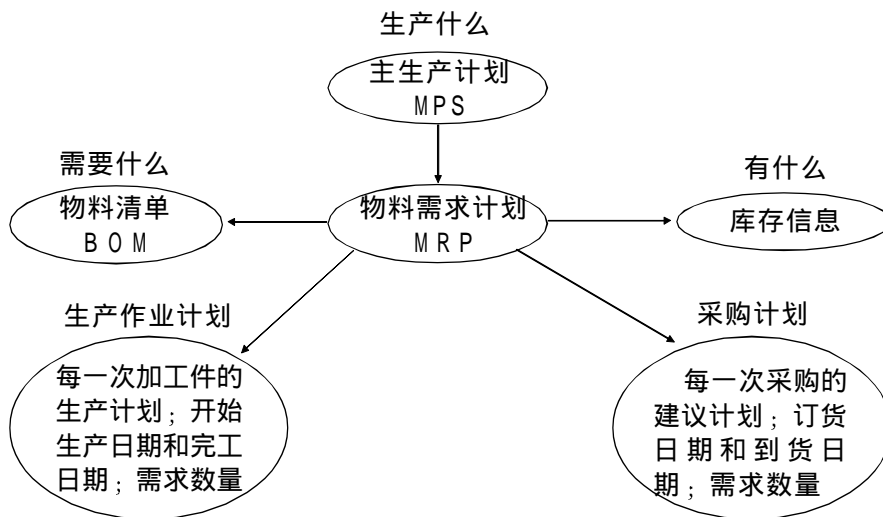 生产什么
主生产计划
MPS
需要什么
有什么
物料清单
BOM
物料需求计划
MRP
库存信息
生产作业计划
采购计划
每一次加工件的
生产计划；开始
生产日期和完工
日期；需求数量
每一次采购的
建议计划；订货
日期和到货日
期；需求数量